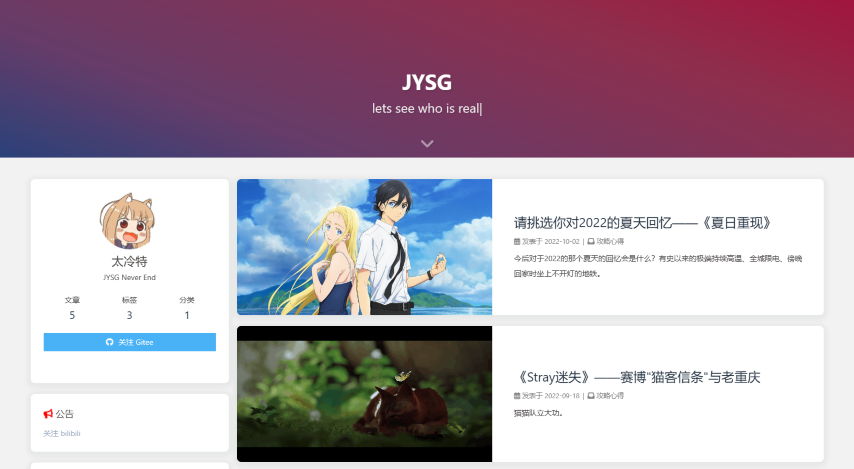 JYSG
lets see who is real|
太冷特
JYSG Never End
文章 标签 分类
5 3 1
关注 Gitee
公告
关注 bilibili
请挑选你对2022的夏天回忆——《夏日重现》
发表于 2022-10-02 | 攻略心得
今后对于2022的那个夏天的回忆会是什么？有史以来的极端持续高温、全城限电、傍晚
回家时坐上不开灯的地铁。
《Stray迷失》——赛博"猫客信条"与老重庆
发表于 2022-09-18 | 攻略心得
猫猫队立大功。